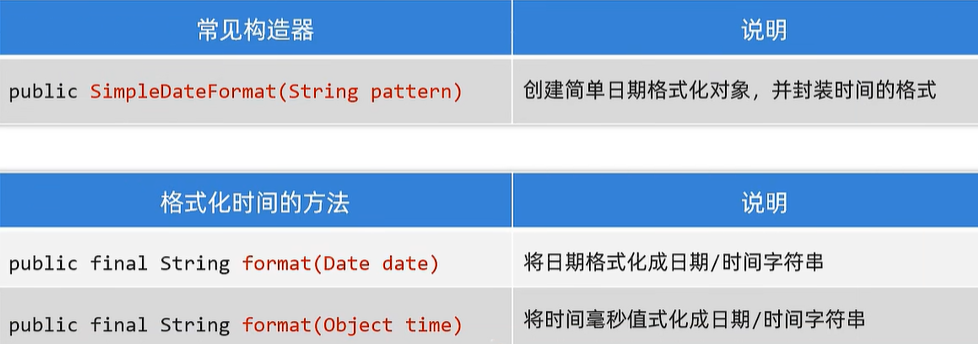 常见构造器 说明
public SimpleDateFormat(String pattern) 创建简单日期格式化对象，并封装时间的格式
格式化时间的方法 说明
public final String format(Date date) 将日期格式化成日期/时间字符串
public final String format(Object time) 将时间毫秒值式化成日期/时间字符串